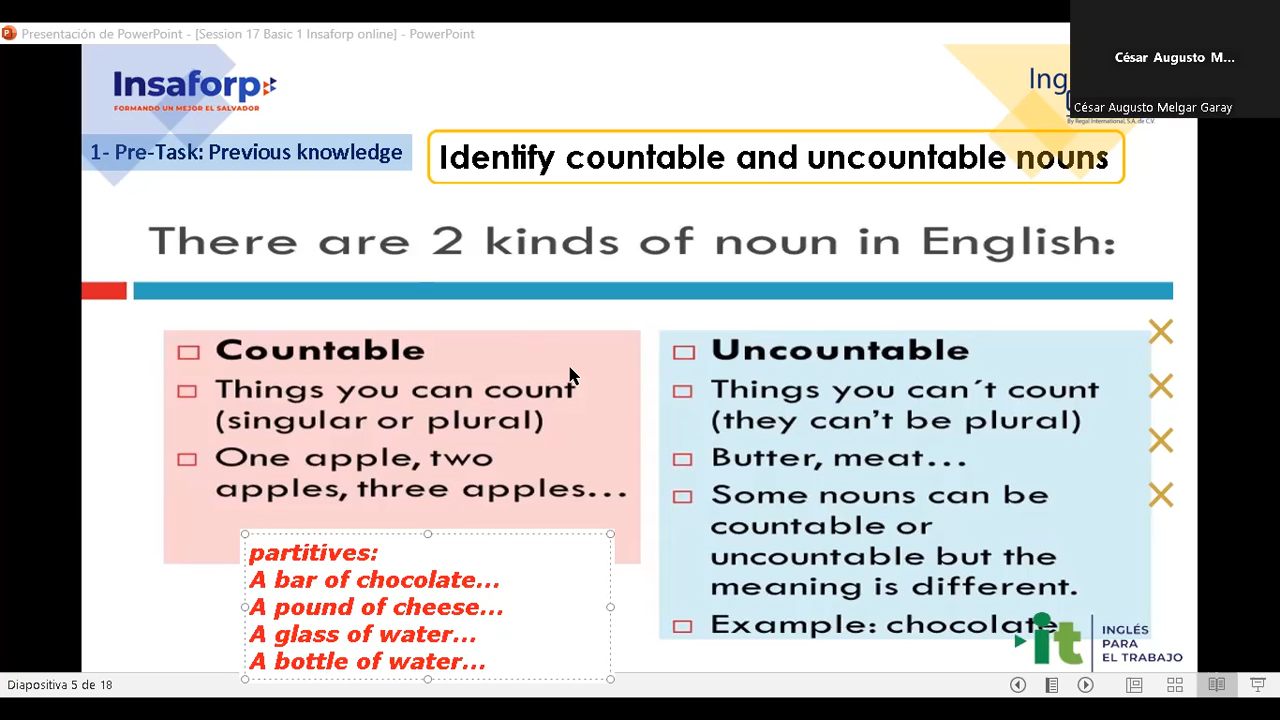 Presentación de PowerPoint - [Session 17 Basic 1 Insaforp online] - PowerPoint
César Augusto M...
César Augusto Melgar Garay
Insaforp
FORMANDO UN MEJOR EL SALVADOR
Ing
By Regal International, S.A. de C.V.
1- Pre-Task: Previous knowledge
Identify countable and uncountable nouns
There are 2 kinds of noun in English:
Countable
Things you can count
(singular or plural)
One apple, two
apples, three apples...
partitives:
A bar of chocolate...
A pound of cheese...
A glass of water...
A bottle of water...
Uncountable
Things you can´t count
(they can't be plural)
Butter, meat...
Some nouns can be
countable or
uncountable but the
meaning is different.
Example: chocolate
it
INGLÉS
PARA
EL TRABAJO
Diapositiva 5 de 18